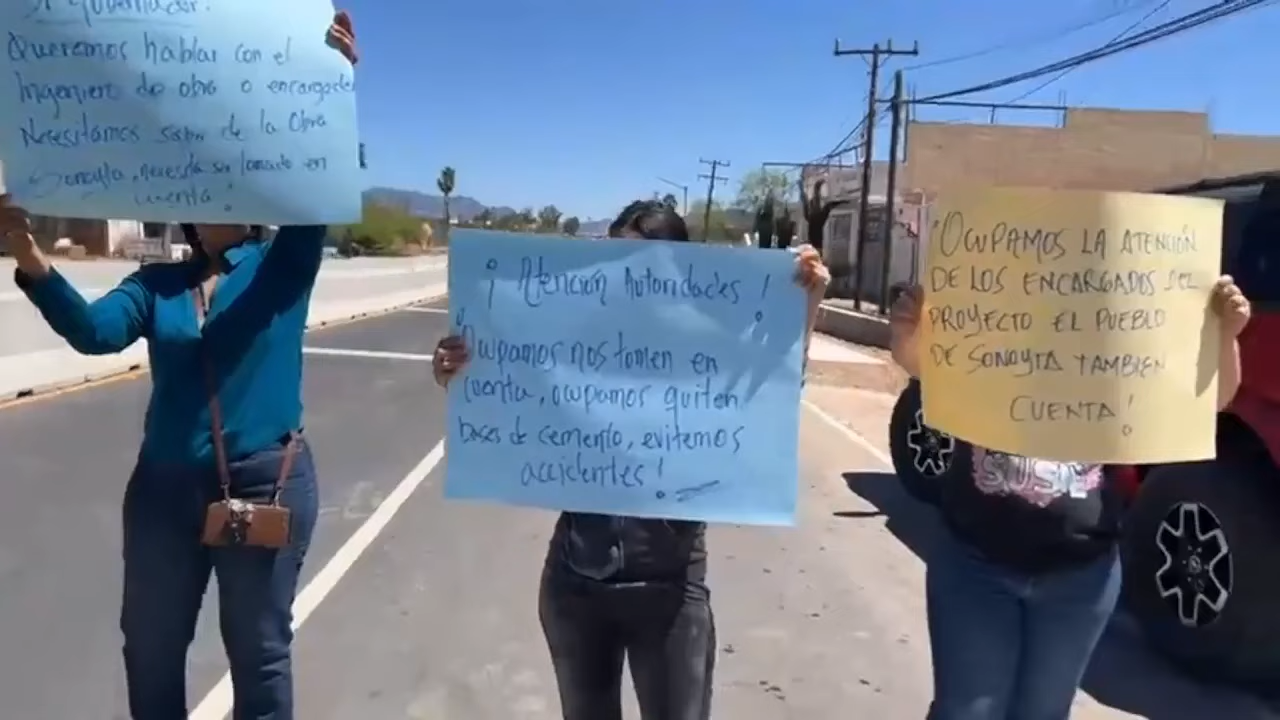 Sr. Gobernador:
Queremos hablar con el
Ingeniero de obra o encargado
Necesitamos saber de la Obra
Sonoyta, necesita ser tomado en
cuenta!
¡Atención Autoridades!
¡Ocupamos nos tomen en
cuenta, ocupamos quiten
bases de cemento, evitemos
accidentes!
¡OCUPAMOS LA ATENCIÓN
DE LOS ENCARGADOS DEL
PROYECTO EL PUEBLO
DE SONOYTA TAMBIEN
CUENTA!